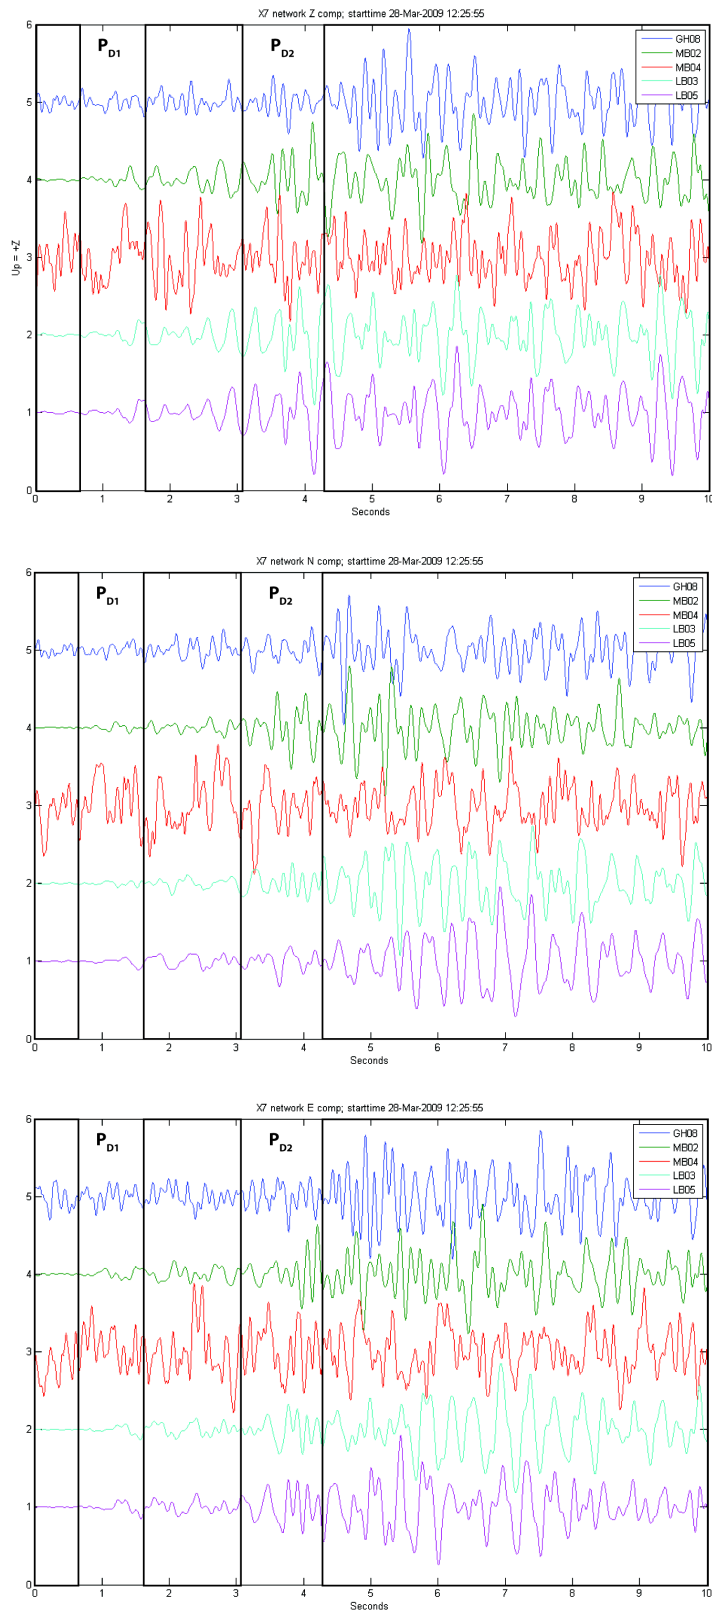 X7 network Z comp; starttime 28-Mar-2009 12:25:55
6
5
4
3
2
1
0
Up = +Z
P D1
P D2
GH08
MB02
MB04
LB03
LB05
0 1 2 3 4 5 6 7 8 9 10
Seconds
X7 network N comp; starttime 28-Mar-2009 12:25:55
6
5
4
3
2
1
0
P D1
P D2
GH08
MB02
MB04
LB03
LB05
0 1 2 3 4 5 6 7 8 9 10
Seconds
X7 network E comp; starttime 28-Mar-2009 12:25:55
6
5
4
3
2
1
0
P D1
P D2
GH08
MB02
MB04
LB03
LB05
0 1 2 3 4 5 6 7 8 9 10
Seconds